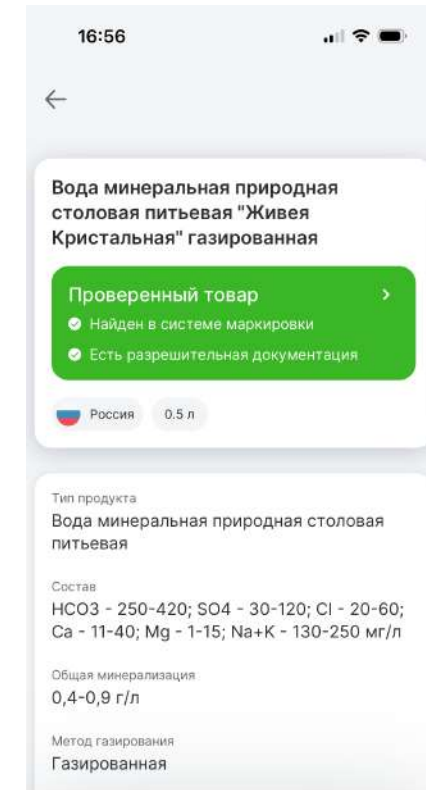 16:56
Вода минеральная природная
столовая питьевая "Живея
Кристальная" газированная
Проверенный товар
Найден в системе маркировки
Есть разрешительная документация
Россия 0.5 л
Тип продукта
Вода минеральная природная столовая
питьевая
Состав
HCO3 - 250-420; SO4 - 30-120; Cl - 20-60;
Ca - 11-40; Mg - 1-15; Na+K - 130-250 мг/л
Общая минерализация
0,4-0,9 г/л
Метод газирования
Газированная